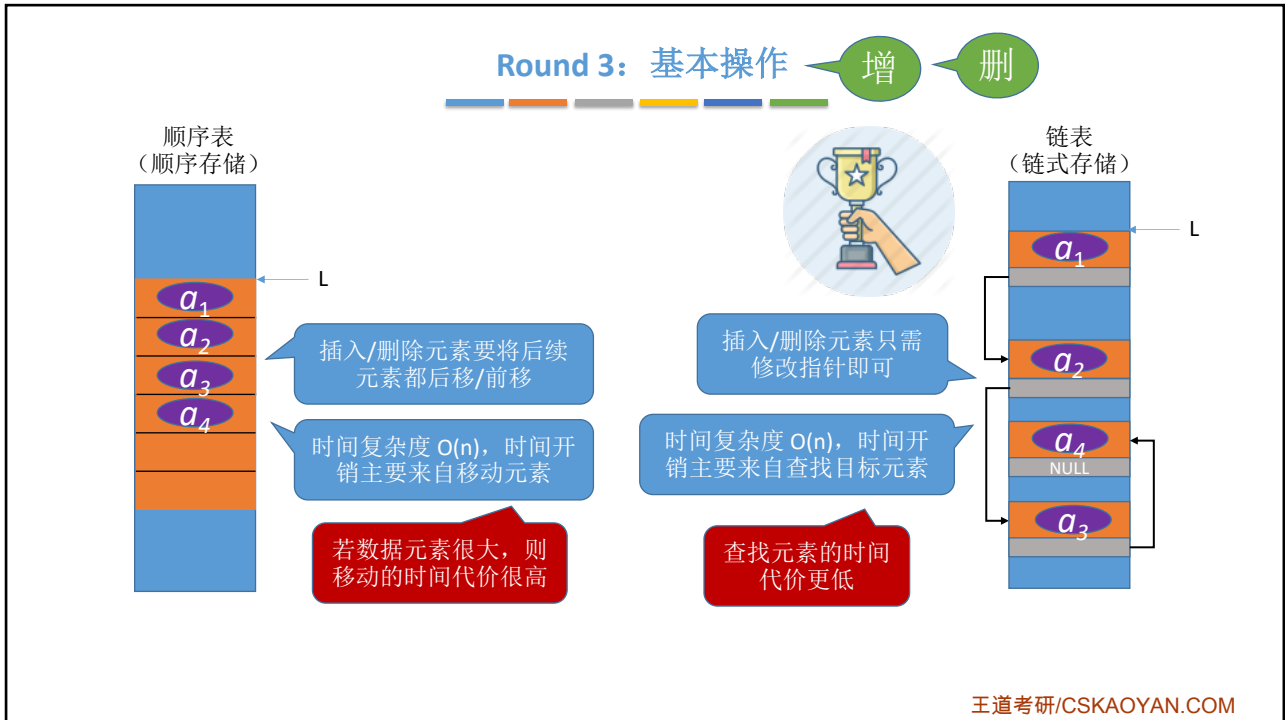 Round 3：基本操作
增
删
顺序表
（顺序存储）
L
a1
a2
a3
a4
插入/删除元素要将后续
元素都后移/前移
时间复杂度 O(n)，时间开
销主要来自移动元素
若数据元素很大，则
移动的时间代价很高
链表
（链式存储）
L
a1
a2
a4
NULL
a3
插入/删除元素只需
修改指针即可
时间复杂度 O(n)，时间开
销主要来自查找目标元素
查找元素的时间
代价更低
王道考研/CSKAOYAN.COM